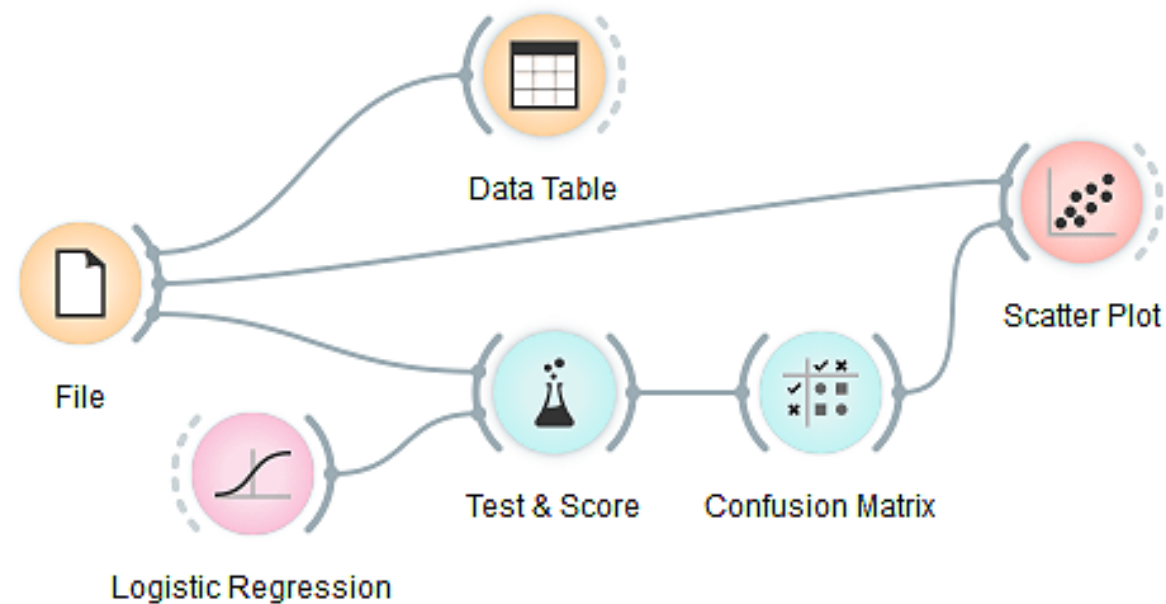 Data Table
Scatter Plot
File
Test & Score
Confusion Matrix
Logistic Regression